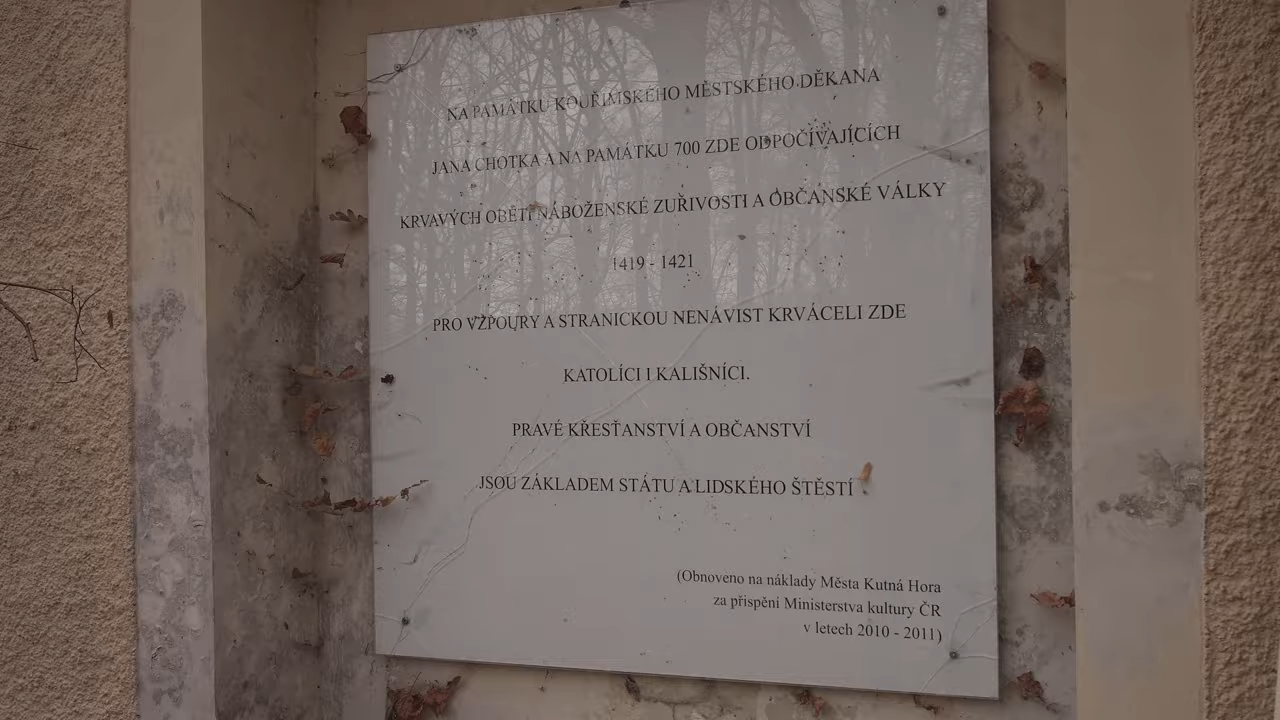 NA PAMÁTKU KOUŘIMSKÉHO MĚSTSKÉHO DĚKANA
JANA CHOTKA A NA PAMÁTKU 700 ZDE ODPOČÍVAJÍCÍCH
KRVAVÝCH OBĚTÍ NÁBOŽENSKÉ ZUŘIVOSTI A OBČANSKÉ VÁLKY
1419 - 1421
PRO VZPOURY A STRANICKOU NENÁVIST KRVÁCELI ZDE
KATOLÍCI I KALIŠNÍCI.
PRAVÉ KŘESŤANSTVÍ A OBČANSTVÍ
JSOU ZÁKLADEM STÁTU A LIDSKÉHO ŠTĚSTÍ
(Obnoveno na náklady Města Kutná Hora
za přispění Ministerstva kultury ČR
v letech 2010 - 2011)